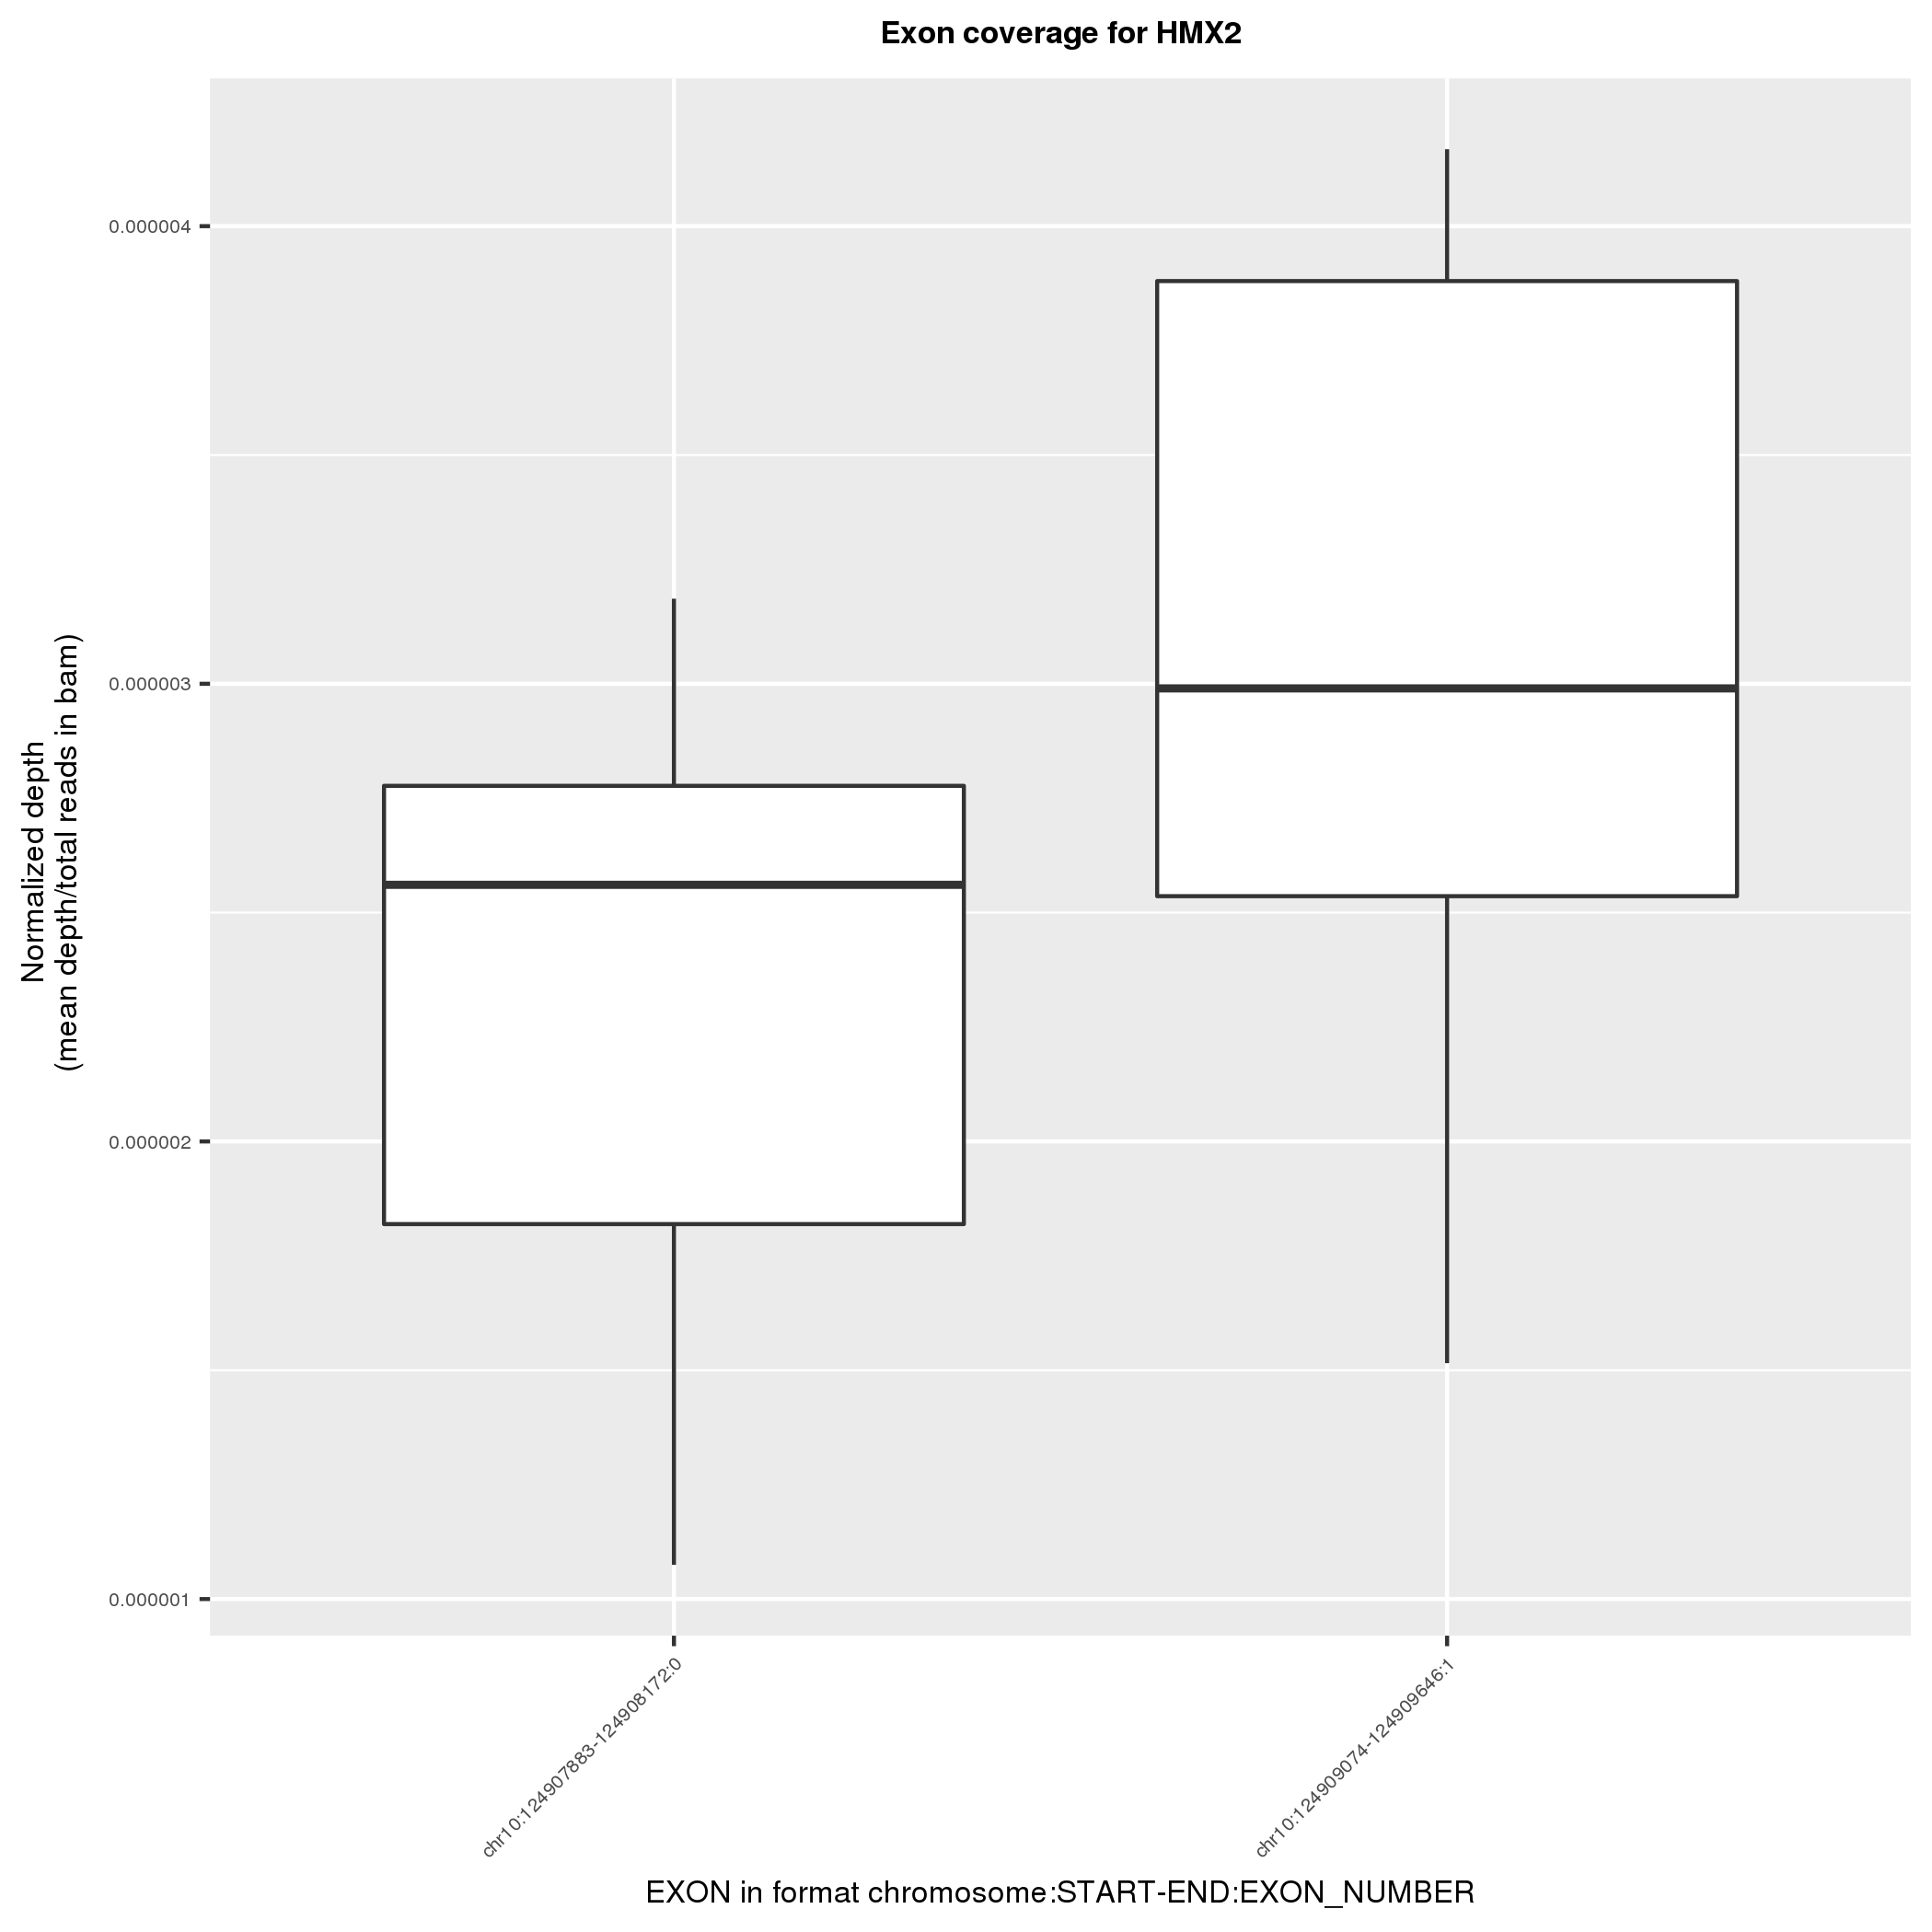 Exon coverage for HMX2
Normalized depth
(mean depth/total reads in bam)
0.000004
0.000003
0.000002
0.000001
chr10:124907883-124908172:0
chr10:124909074-124909646:1
EXON in format chromosome:START-END:EXON_NUMBER